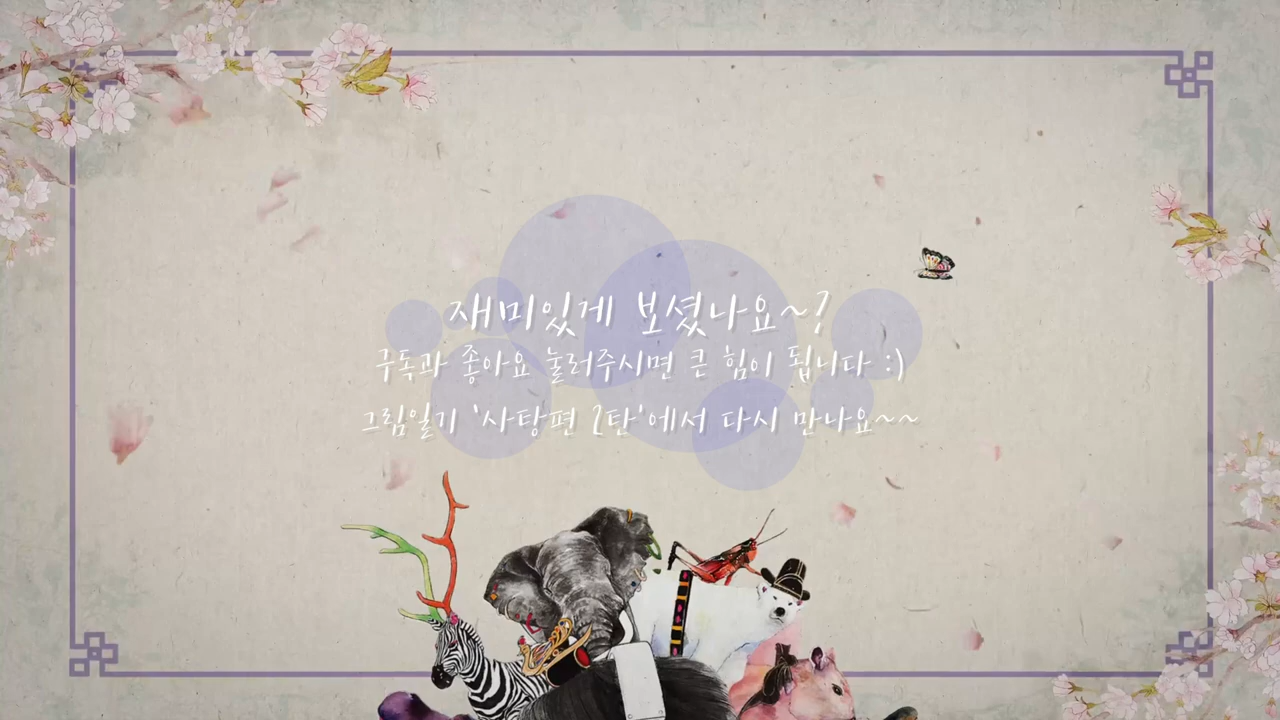 재미있게 보셨나요~?
구독과 좋아요 눌러주시면 큰 힘이 됩니다 :)
그림일기 '사탕편 2탄'에서 다시 만나요~~